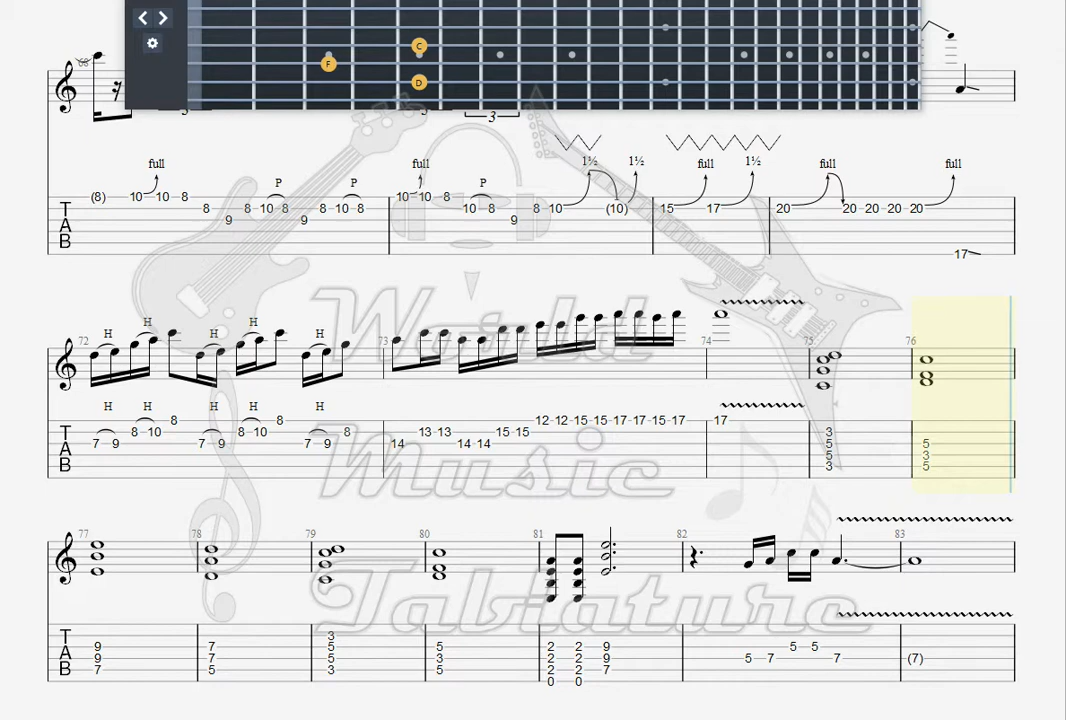 68
C
F
D
3 3 3
full full 1½ 1½ full 1½ full full
P P P
(8) 10 10 8 8 9 8 10 8 9 8 10 8 10 10 8 10 8 9 8 10 (10) 15 17 20 20 20 20 20 17
T
A
B
72 H H H H H 73 74 75 76
H H H H H
7 9 8 10 8 7 9 8 10 8 7 9 8 14 13 13 14 14 15 15 12 12 15 15 17 17 15 17 17
T
A
B
3
5
5
3
5
3
5
World
Music
Tablature
77 78 79 80 81 82 83
T
A
B
9
9
7
7
7
5
3
5
5
3
5
3
5
2 2
2 2
2 2
0 0
9
9
7
5 7 5 5 7 (7)